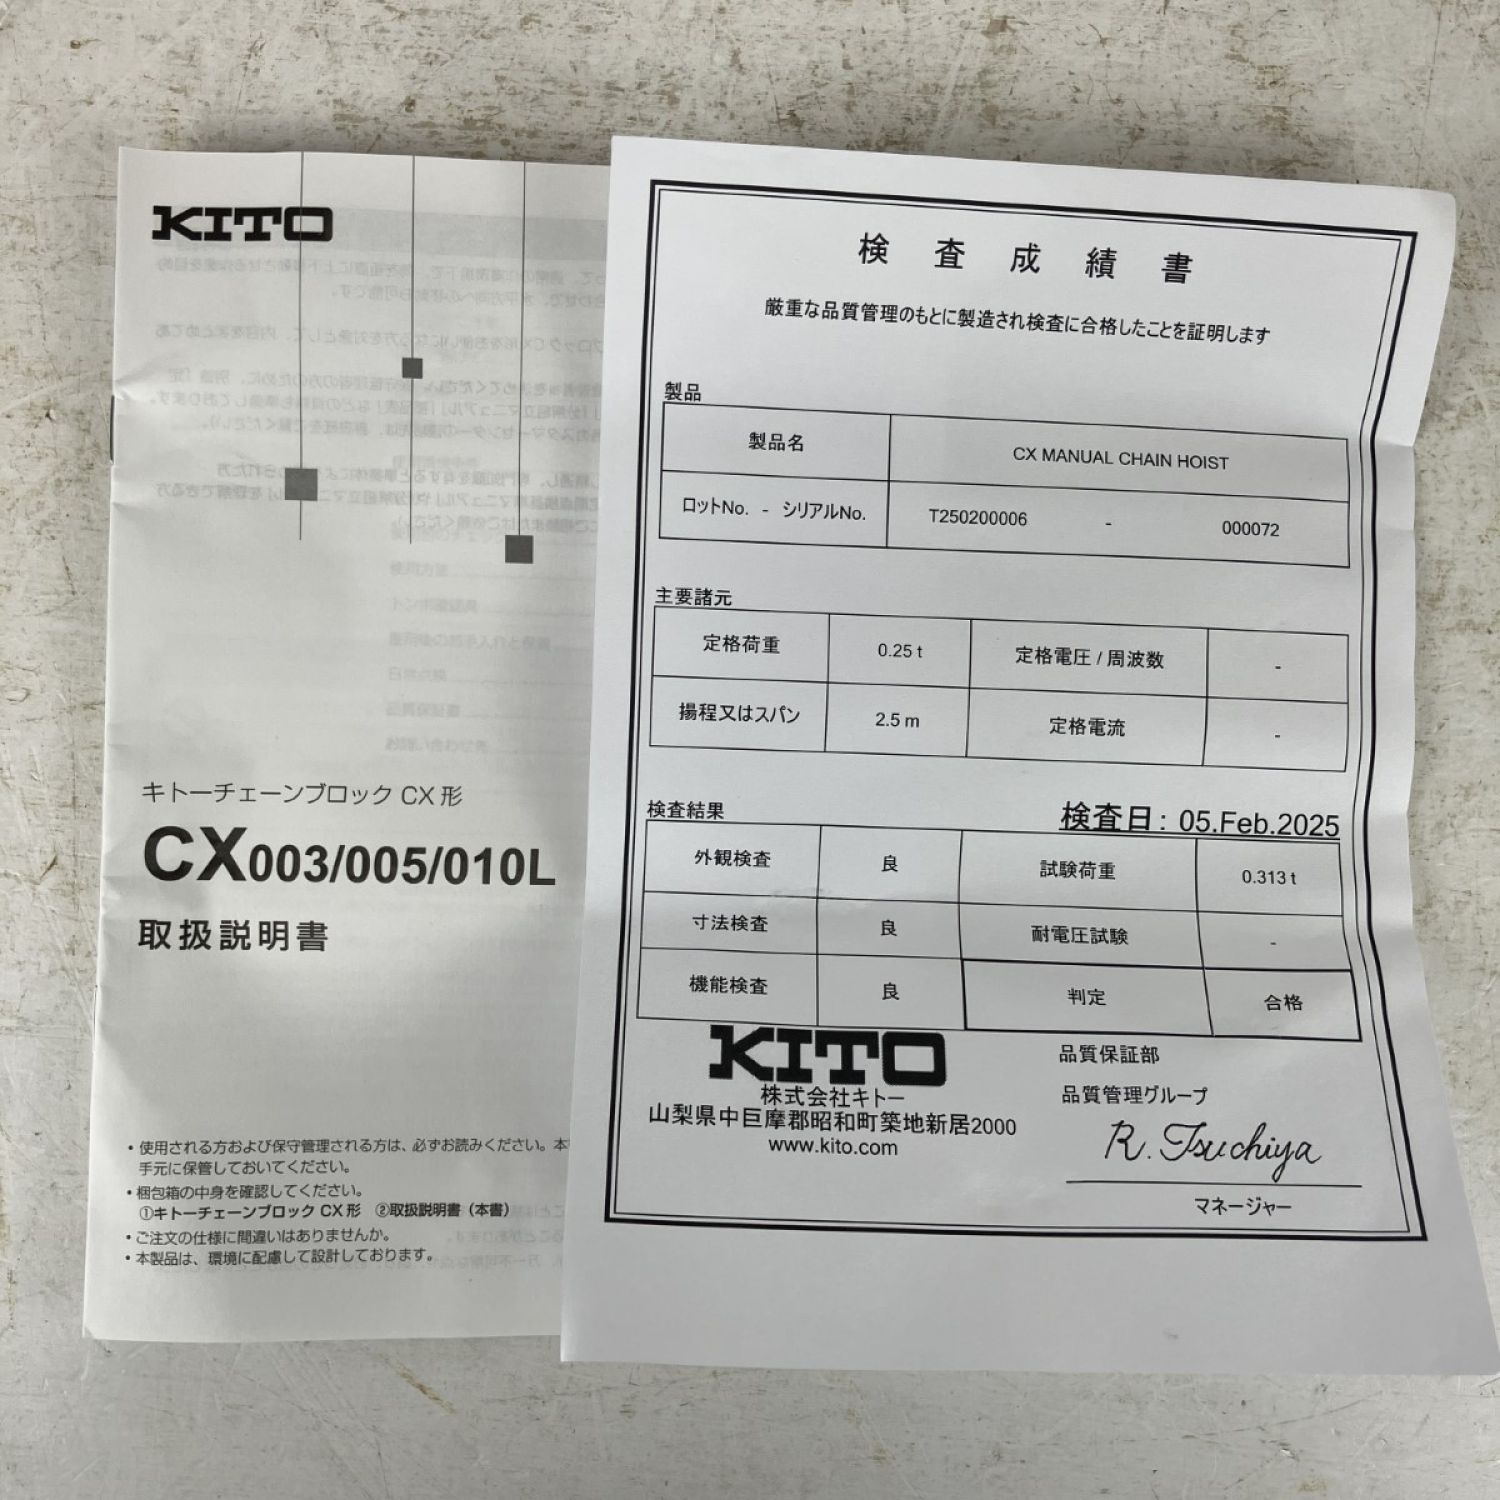 KITO
キトーチェーンブロック CX 形
CX003/005/010L
取扱説明書
・使用される方および保守管理される方は、必ずお読みください。本
手元に保管しておいてください。
・梱包箱の中身を確認してください。
①キトーチェーンブロック CX 形 ②取扱説明書（本書）
・ご注文の仕様に間違いはありませんか。
・本製品は、環境に配慮して設計しております。
検査成績書
厳重な品質管理のもとに製造され検査に合格したことを証明します
製品
製品名 CX MANUAL CHAIN HOIST
ロットNo. - シリアルNo. T250200006 - 000072
主要諸元
定格荷重 0.25 t 定格電圧 / 周波数 -
揚程又はスパン 2.5 m 定格電流 -
検査結果 検査日: 05.Feb.2025
外観検査 良 試験荷重 0.313 t
寸法検査 良 耐電圧試験 -
機能検査 良 判定 合格
KITO
株式会社キトー
山梨県中巨摩郡昭和町築地新居2000
www.kito.com
品質保証部
品質管理グループ
R. Tsuchiya
マネージャー